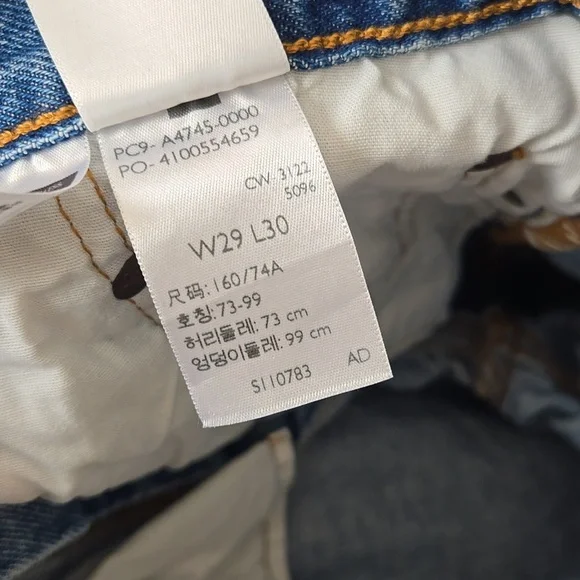 PC9- A4745-0000
PO- 4100554659
CW 3122
5096
W29 L30
尺码:160/74A
호칭:73-99
허리둘레: 73 cm
엉덩이둘레: 99 cm
S110783 AD